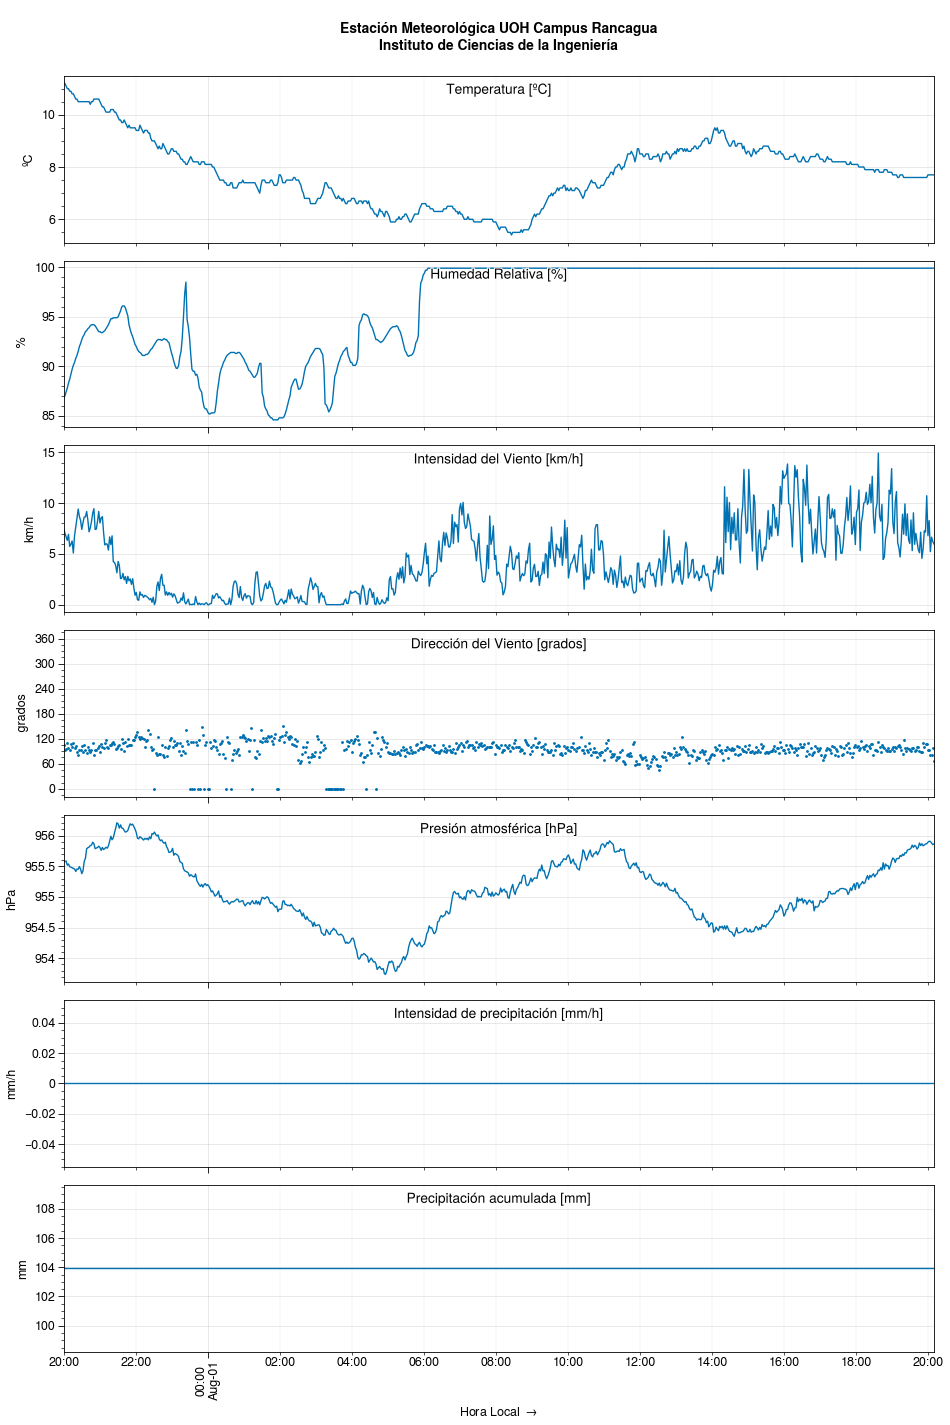 Estación Meteorológica UOH Campus Rancagua
Instituto de Ciencias de la Ingeniería
Temperatura [ºC]
10
8
6
ºC
Humedad Relativa [%]
100
95
90
85
%
Intensidad del Viento [km/h]
15
10
5
0
km/h
Dirección del Viento [grados]
360
300
240
180
120
60
0
grados
Presión atmosférica [hPa]
956
955.5
955
954.5
954
hPa
Intensidad de precipitación [mm/h]
0.04
0.02
0
−0.02
−0.04
mm/h
Precipitación acumulada [mm]
108
106
104
102
100
mm
20:00 22:00 00:00 02:00 04:00 06:00 08:00 10:00 12:00 14:00 16:00 18:00 20:00
Aug-01
Hora Local →